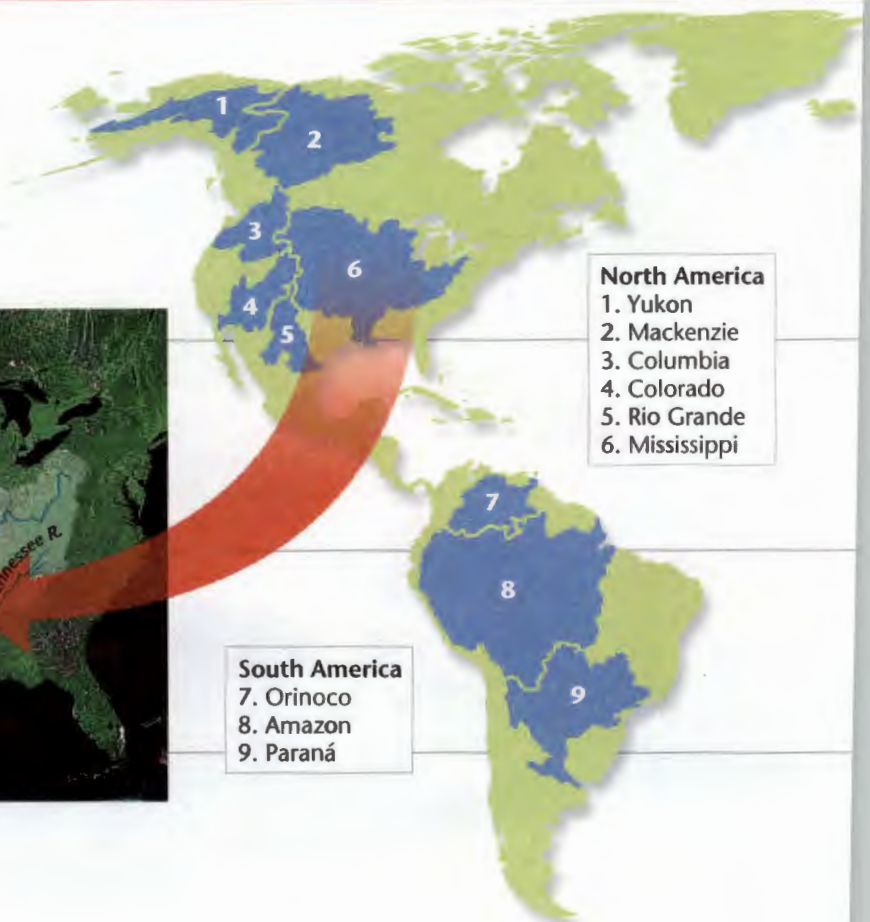 1
2
3
4
5
6
North America
1. Yukon
2. Mackenzie
3. Columbia
4. Colorado
5. Rio Grande
6. Mississippi
R.
7
8
9
South America
7. Orinoco
8. Amazon
9. Paraná